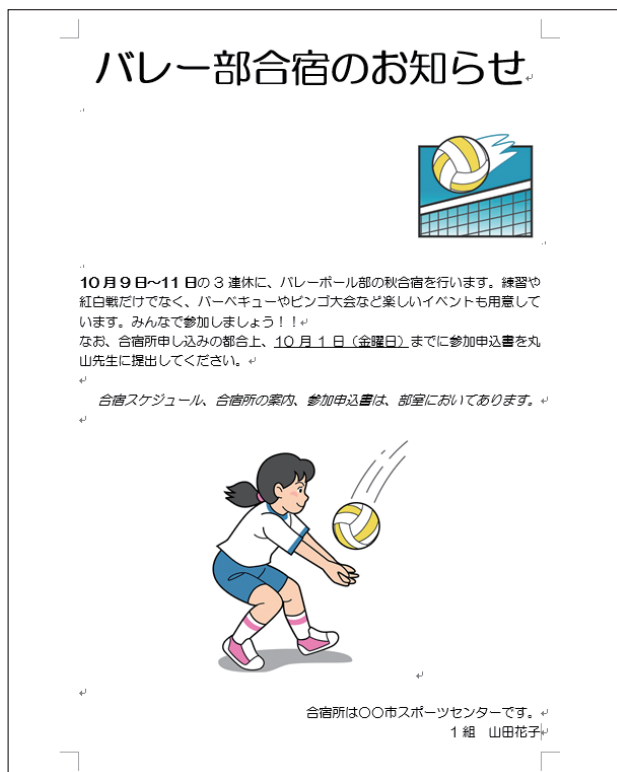 バレー部合宿のお知らせ
10月9日～11日の3連休に、バレーボール部の秋合宿を行います。練習や
紅白戦だけでなく、バーベキューやビンゴ大会など楽しいイベントも用意して
います。みんなで参加しましょう！！
なお、合宿所申し込みの都合上、10月1日（金曜日）までに参加申込書を丸
山先生に提出してください。
合宿スケジュール、合宿所の案内、参加申込書は、部室においてあります。
合宿所は〇〇市スポーツセンターです。
1組　山田花子